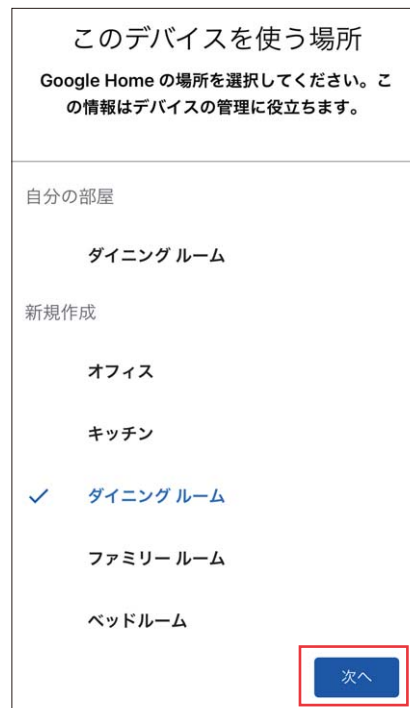 このデバイスを使う場所
Google Home の場所を選択してください。こ
の情報はデバイスの管理に役立ちます。
自分の部屋
ダイニング ルーム
新規作成
オフィス
キッチン
ダイニング ルーム
ファミリー ルーム
ベッドルーム
次へ